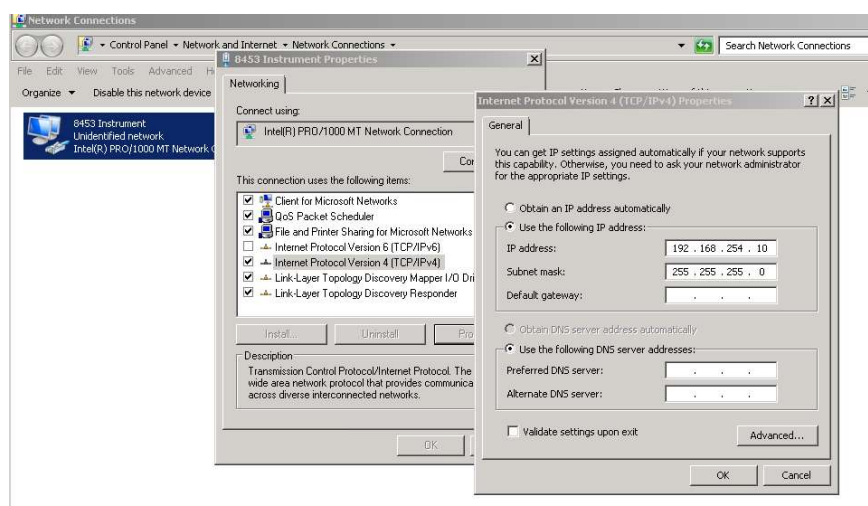 Network Connections
Control Panel Network and Internet Network Connections
Search Network Connections
File Edit View Tools Advanced
Organize Disable this network device
8453 Instrument
Unidentified network
Intel(R) PRO/1000 MT Network
8453 Instrument Properties
Networking
Connect using:
Intel(R) PRO/1000 MT Network Connection
This connection uses the following items:
Client for Microsoft Networks
QoS Packet Scheduler
File and Printer Sharing for Microsoft Networks
Internet Protocol Version 6 (TCP/IPv6)
Internet Protocol Version 4 (TCP/IPv4)
Link-Layer Topology Discovery Mapper I/O Dri
Link-Layer Topology Discovery Responder
Install... Uninstall Pro
Description
Transmission Control Protocol/Internet Protocol. The
wide area network protocol that provides communica
across diverse interconnected networks.
OK
Internet Protocol Version 4 (TCP/IPv4) Properties
General
You can get IP settings assigned automatically if your network supports
this capability. Otherwise, you need to ask your network administrator
for the appropriate IP settings.
Obtain an IP address automatically
Use the following IP address:
IP address: 192 . 168 . 254 . 10
Subnet mask: 255 . 255 . 255 . 0
Default gateway: . . .
Obtain DNS server address automatically
Use the following DNS server addresses:
Preferred DNS server: . . .
Alternate DNS server: . . .
Validate settings upon exit
Advanced...
OK Cancel